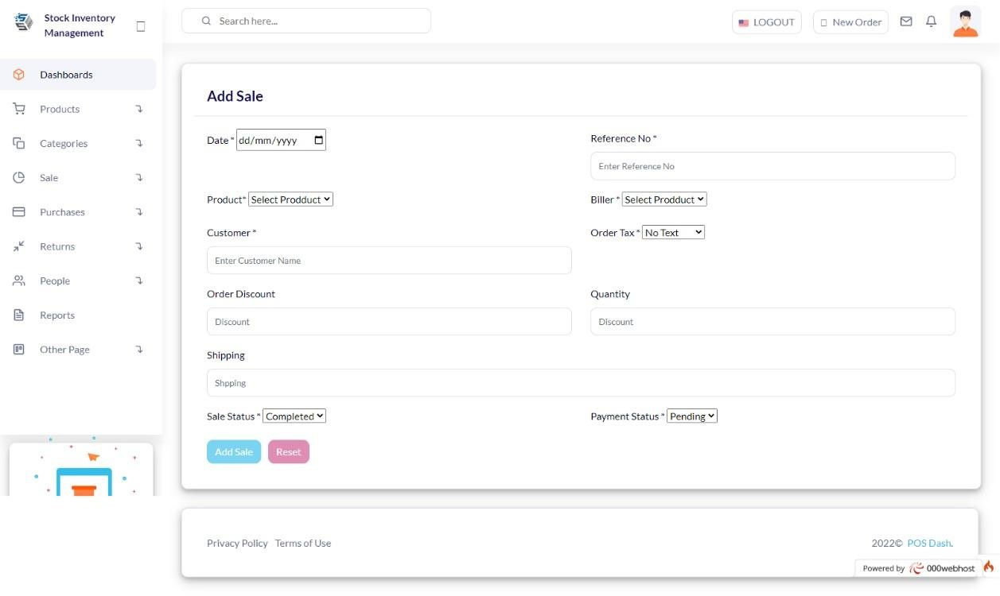 Stock Inventory
Management
Search here...
LOGOUT
New Order
Dashboards
Products
Categories
Sale
Purchases
Returns
People
Reports
Other Page
Add Sale
Date * dd/mm/yyyy
Reference No *
Enter Reference No
Product* Select Prodduct
Biller * Select Prodduct
Customer *
Order Tax * No Text
Enter Customer Name
Order Discount
Quantity
Discount
Discount
Shipping
Shpping
Sale Status * Completed
Payment Status * Pending
Add Sale
Reset
Privacy Policy Terms of Use
2022© POS Dash.
Powered by 000webhost